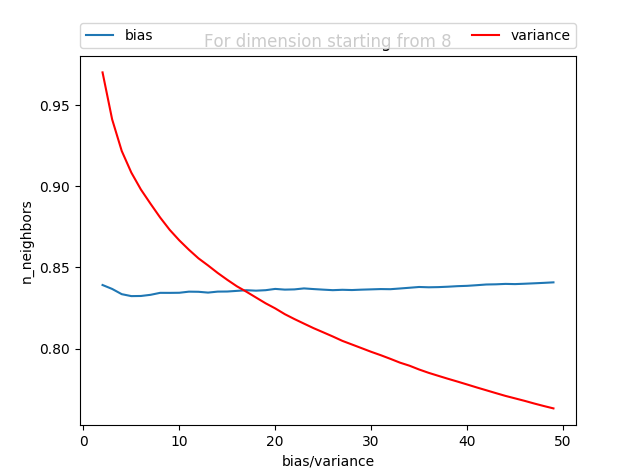 For dimension starting from 8
bias
variance
n_neighbors
0.95
0.90
0.85
0.80
0
10
20
30
40
50
bias/variance